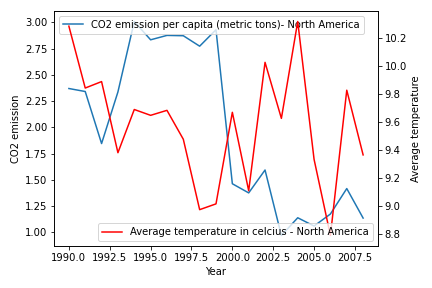 CO2 emission per capita (metric tons)- North America
3.00
2.75
2.50
2.25
2.00
1.75
1.50
1.25
1.00
CO2 emission
10.2
10.0
9.8
9.6
9.4
9.2
9.0
8.8
Average temperature
Average temperature in celcius - North America
1990.0 1992.5 1995.0 1997.5 2000.0 2002.5 2005.0 2007.5
Year